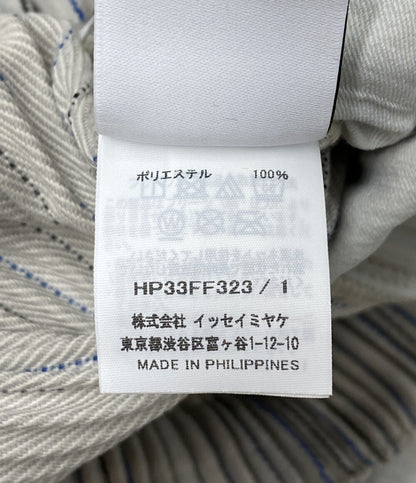 ポリエステル 100%
HP33FF323 / 1
株式会社 イッセイミヤケ
東京都渋谷区富ヶ谷1-12-10
MADE IN PHILIPPINES